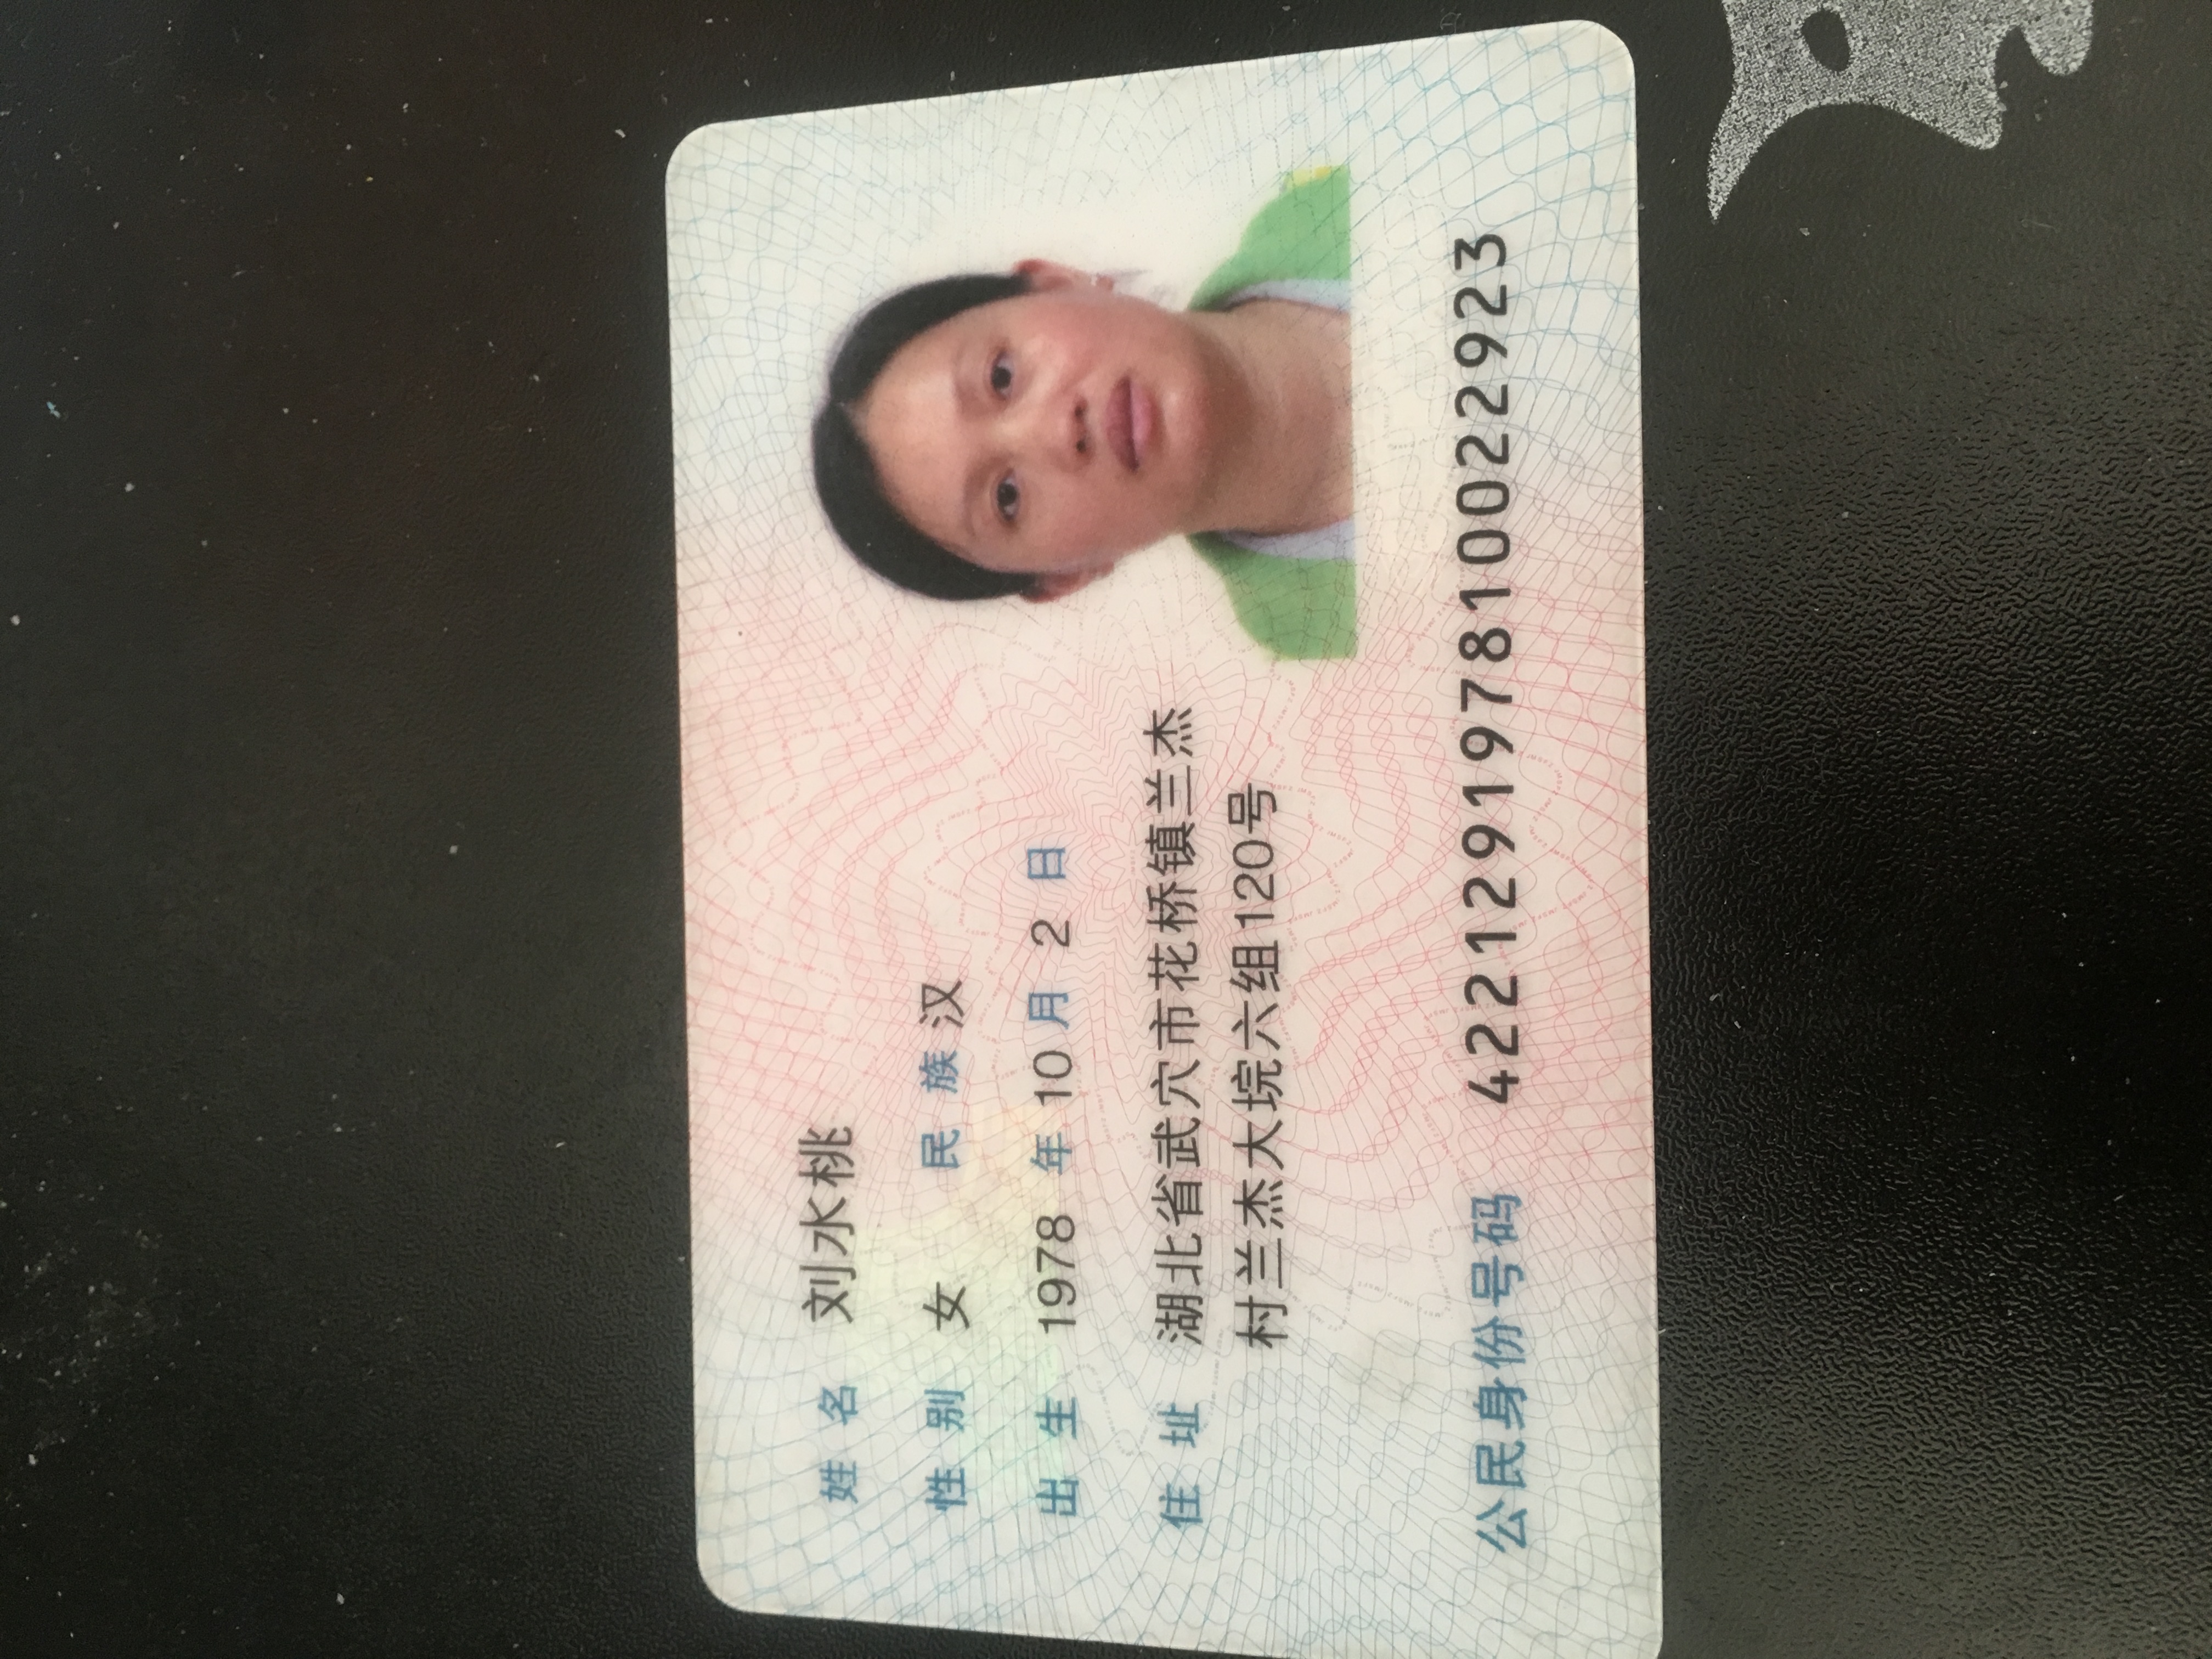 姓名 刘水桃
性别 女 民族 汉
出生 1978 年 10 月 2 日
住址 湖北省武穴市花桥镇兰杰
村兰杰大垸六组120号
公民身份号码 422129197810022923